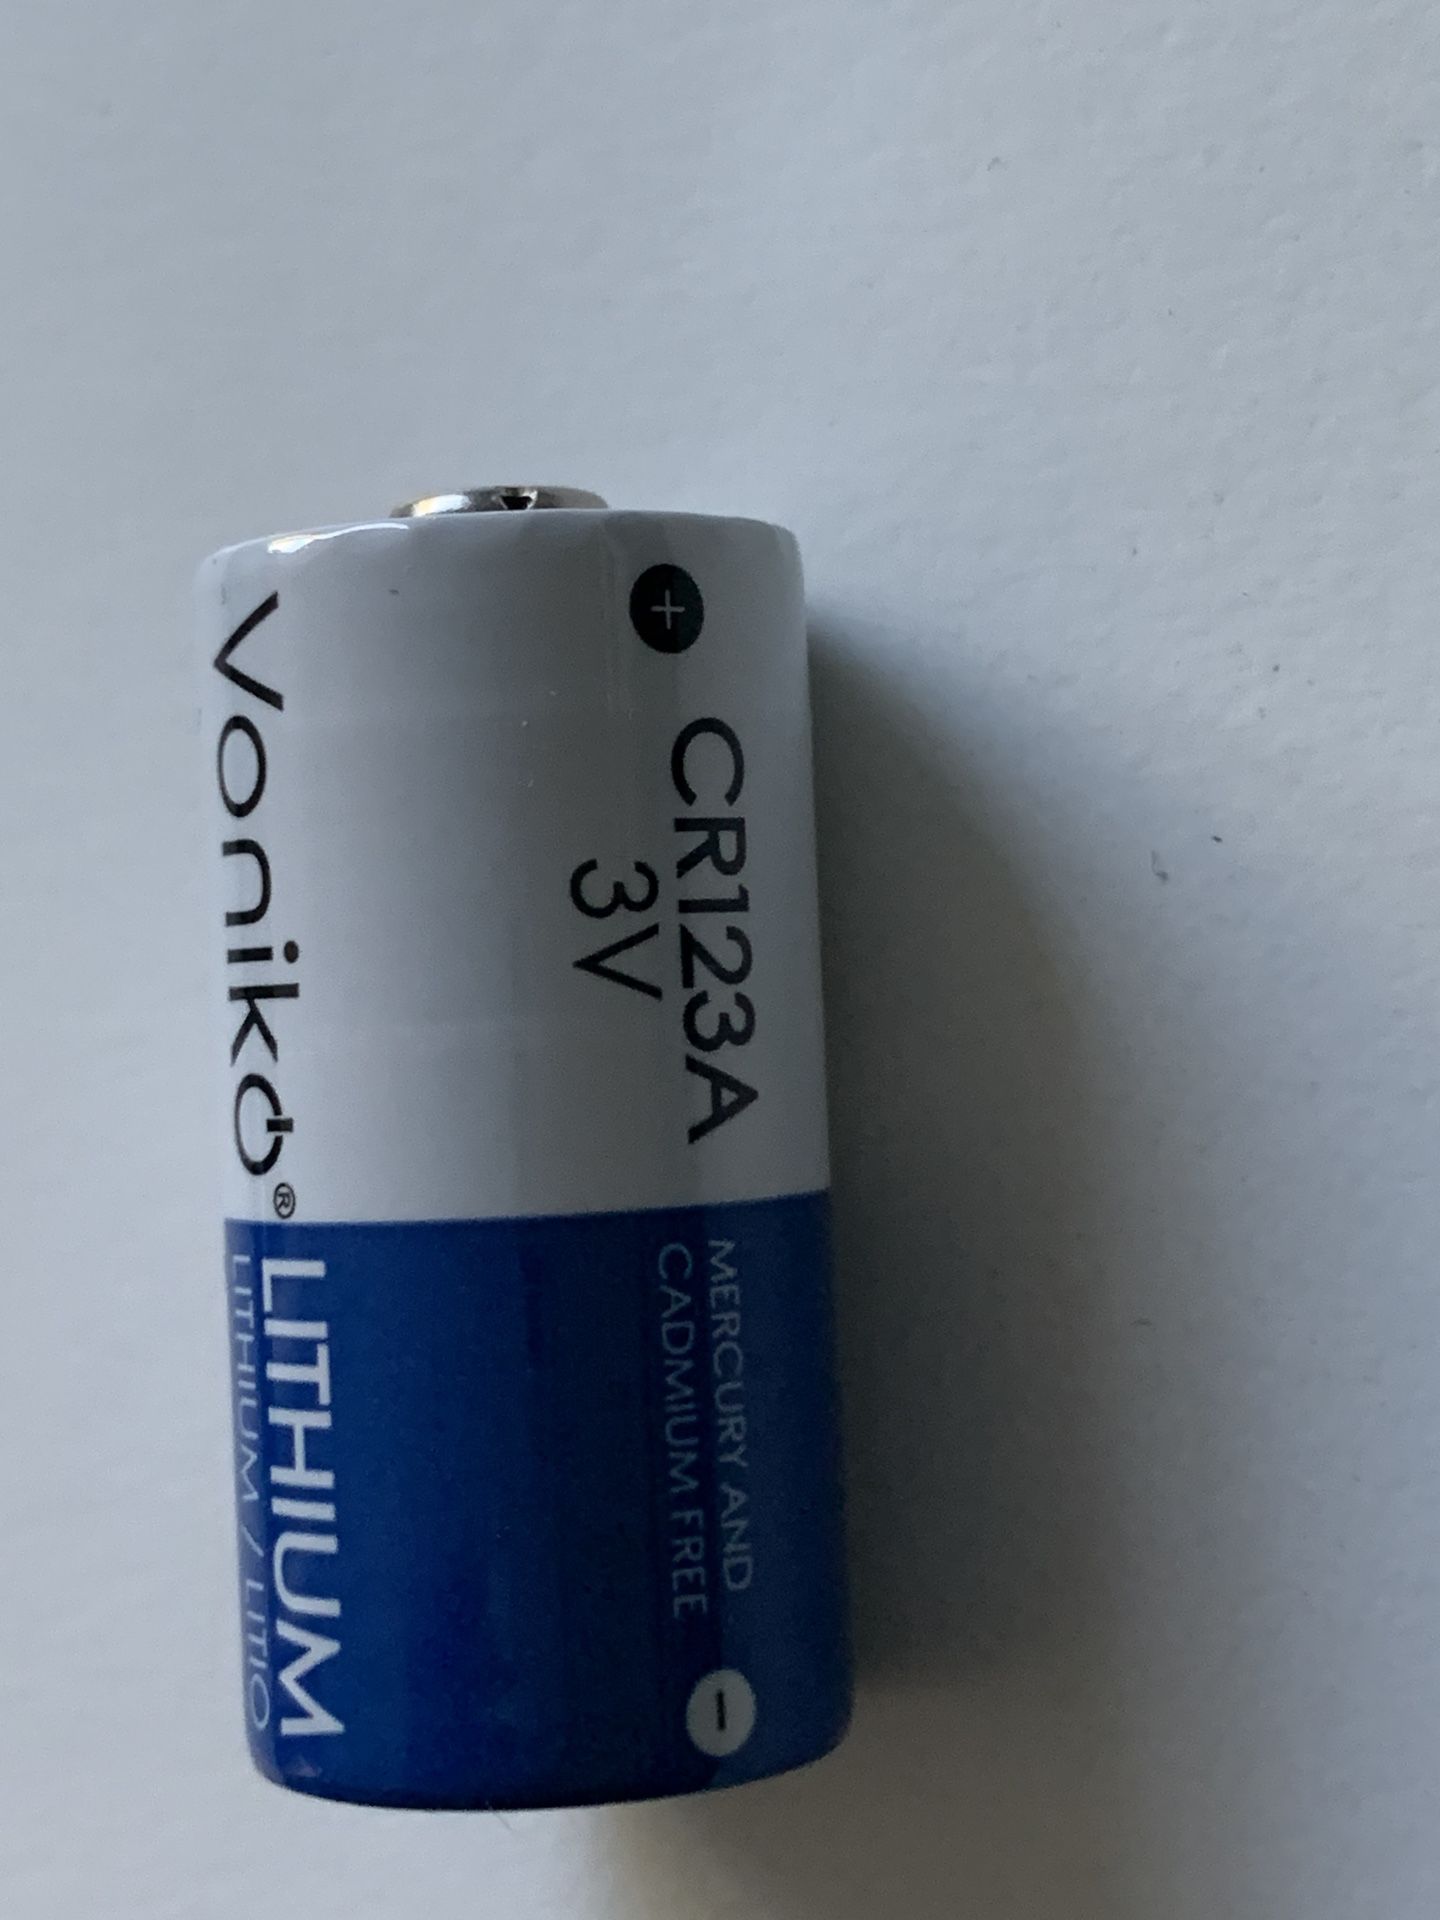 +
CR123A
3V
MERCURY AND
CADMIUM FREE
-
Voniko®
LITHIUM
LITHIUM / LITIO